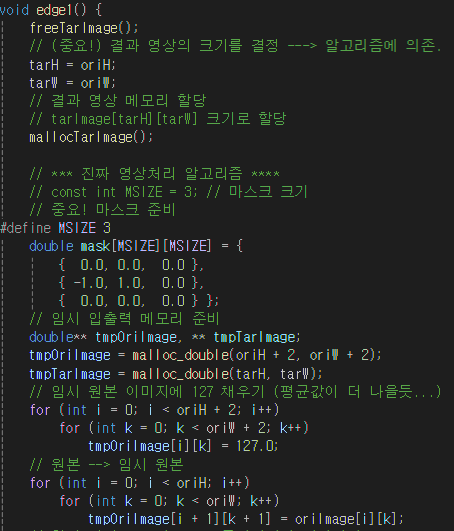 void edge1() {
freeTarImage();
// (중요!) 결과 영상의 크기를 결정 ---> 알고리즘에 의존.
tarH = oriH;
tarW = oriW;
// 결과 영상 메모리 할당
// tarImage[tarH][tarW] 크기로 할당
mallocTarImage();
// *** 진짜 영상처리 알고리즘 ****
// const int MSIZE = 3; // 마스크 크기
// 중요! 마스크 준비
#define MSIZE 3
double mask[MSIZE][MSIZE] = {
{ 0.0, 0.0, 0.0 },
{ -1.0, 1.0, 0.0 },
{ 0.0, 0.0, 0.0 } };
// 임시 입출력 메모리 준비
double** tmpOriImage, ** tmpTarImage;
tmpOriImage = malloc_double(oriH + 2, oriW + 2);
tmpTarImage = malloc_double(tarH, tarW);
// 임시 원본 이미지에 127 채우기 (평균값이 더 나을듯...)
for (int i = 0; i < oriH + 2; i++)
for (int k = 0; k < oriW + 2; k++)
tmpOriImage[i][k] = 127.0;
// 원본 --> 임시 원본
for (int i = 0; i < oriH; i++)
for (int k = 0; k < oriW; k++)
tmpOriImage[i + 1][k + 1] = oriImage[i][k];